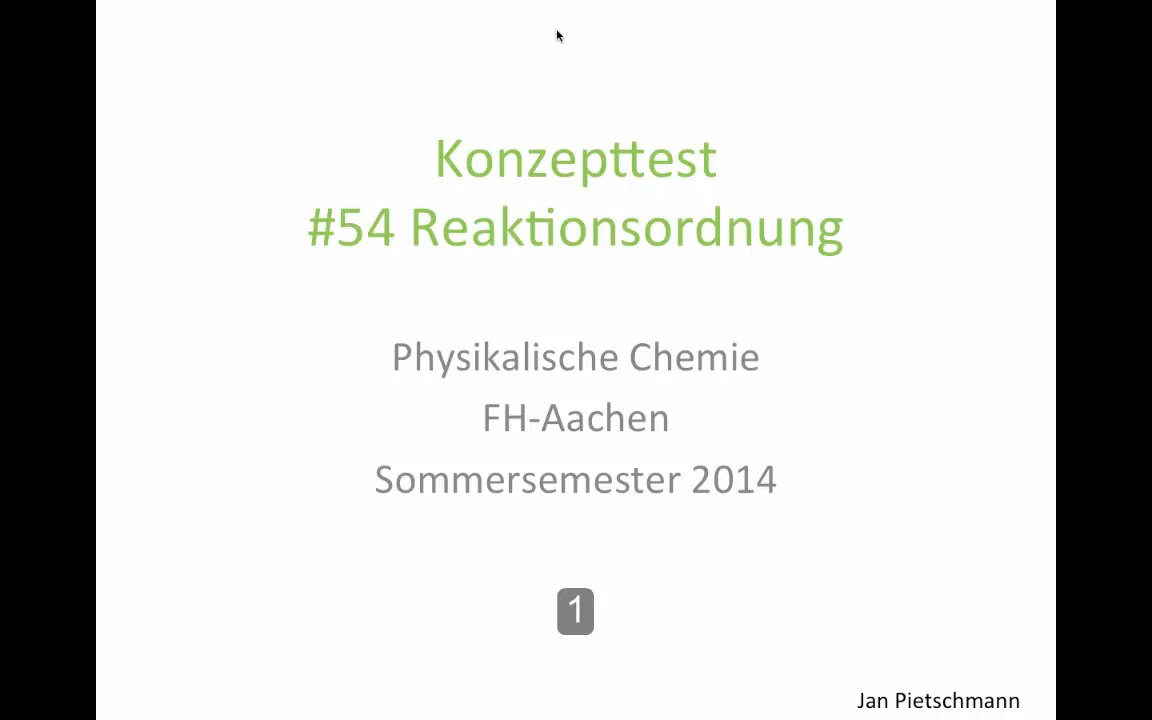 Konzepttest
#54 Reaktionsordnung
Physikalische Chemie
FH-Aachen
Sommersemester 2014
1
Jan Pietschmann